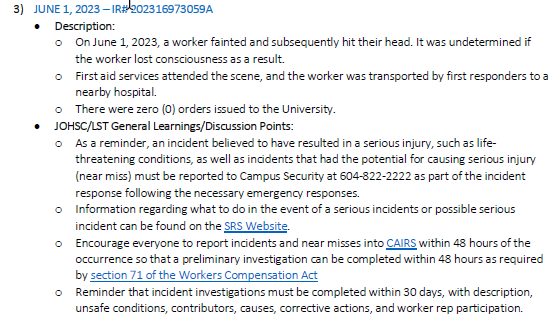 3) JUNE 1, 2023 – IR# 202316973059A
• Description:
o On June 1, 2023, a worker fainted and subsequently hit their head. It was undetermined if
the worker lost consciousness as a result.
o First aid services attended the scene, and the worker was transported by first responders to a
nearby hospital.
o There were zero (0) orders issued to the University.
• JOHSC/LST General Learnings/Discussion Points:
o As a reminder, an incident believed to have resulted in a serious injury, such as life-
threatening conditions, as well as incidents that had the potential for causing serious injury
(near miss) must be reported to Campus Security at 604-822-2222 as part of the incident
response following the necessary emergency responses.
o Information regarding what to do in the event of a serious incidents or possible serious
incident can be found on the SRS Website.
o Encourage everyone to report incidents and near misses into CAIRS within 48 hours of the
occurrence so that a preliminary investigation can be completed within 48 hours as required
by section 71 of the Workers Compensation Act
o Reminder that incident investigations must be completed within 30 days, with description,
unsafe conditions, contributors, causes, corrective actions, and worker rep participation.